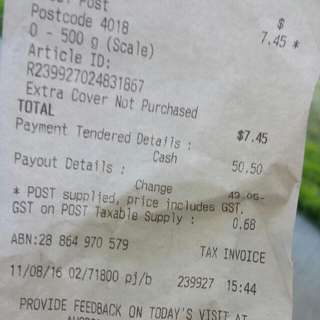 Post
$
Postcode 4018
7.45 *
0 - 500 g (Scale)
Article ID:
R239927024831867
Extra Cover Not Purchased
TOTAL $7.45
Payment Tendered Details :
Cash 50.50
Payout Details :
Change
* POST supplied, price includes GST.
GST on POST Taxable Supply : 0.68
ABN:28 864 970 579 TAX INVOICE
11/08/16 02/71800 pj/b 239927 15:44
PROVIDE FEEDBACK ON TODAY'S VISIT AT